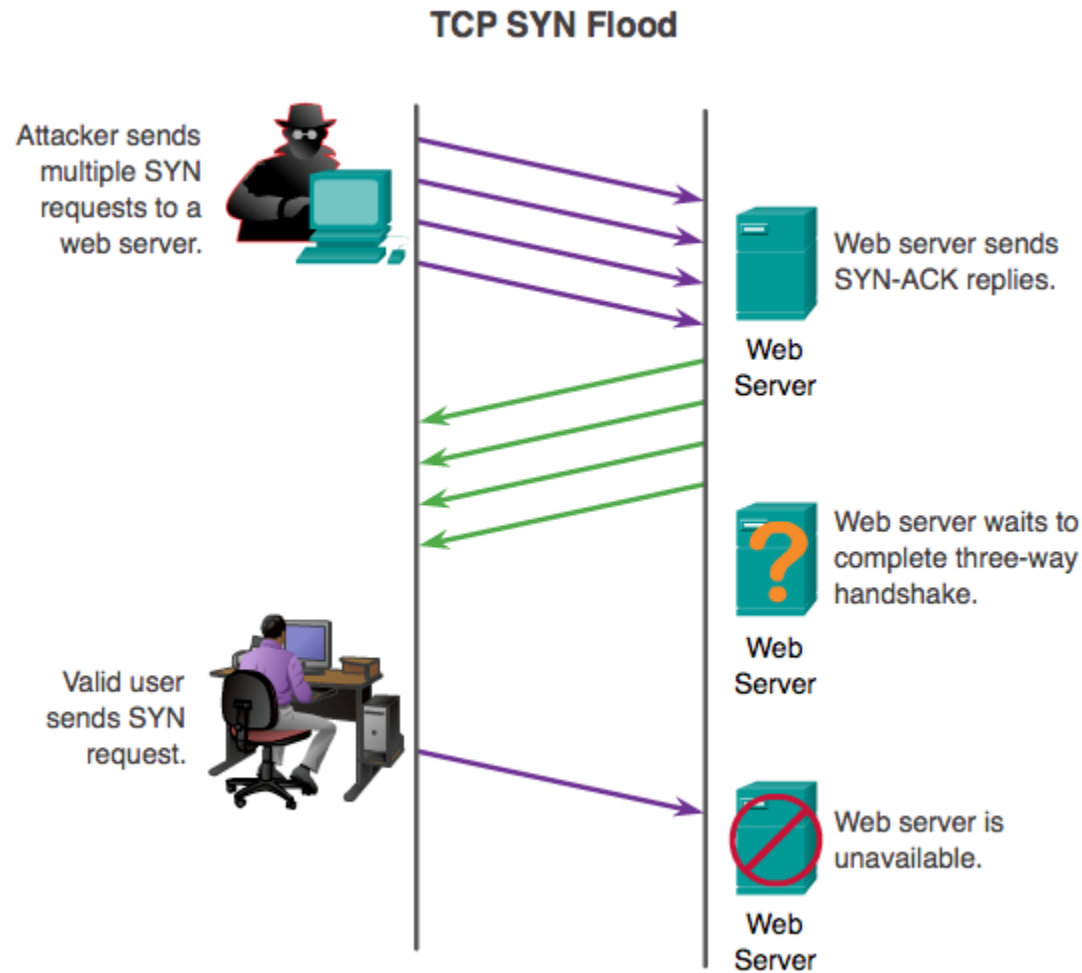 TCP SYN Flood
Attacker sends
multiple SYN
requests to a
web server.
Web server sends
SYN-ACK replies.
Web
Server
Web server waits to
complete three-way
handshake.
Web
Server
Valid user
sends SYN
request.
Web server is
unavailable.
Web
Server